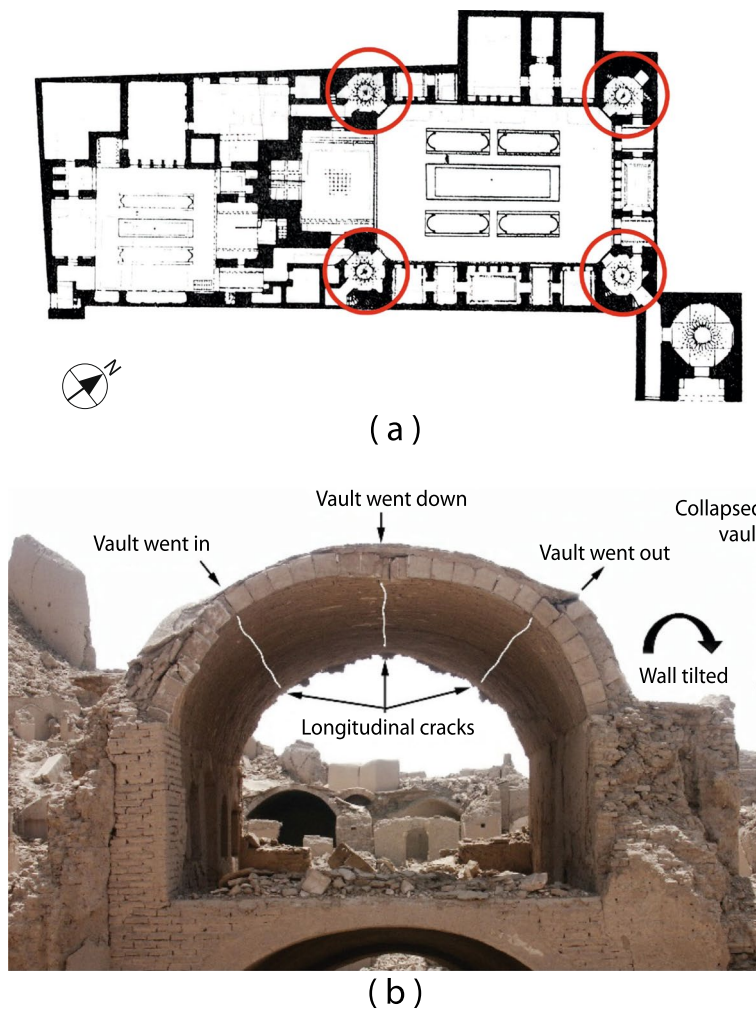 N
( a )
Vault went down
Collapsed
vaul
Vault went in
Vault went out
Wall tilted
Longitudinal cracks
( b )